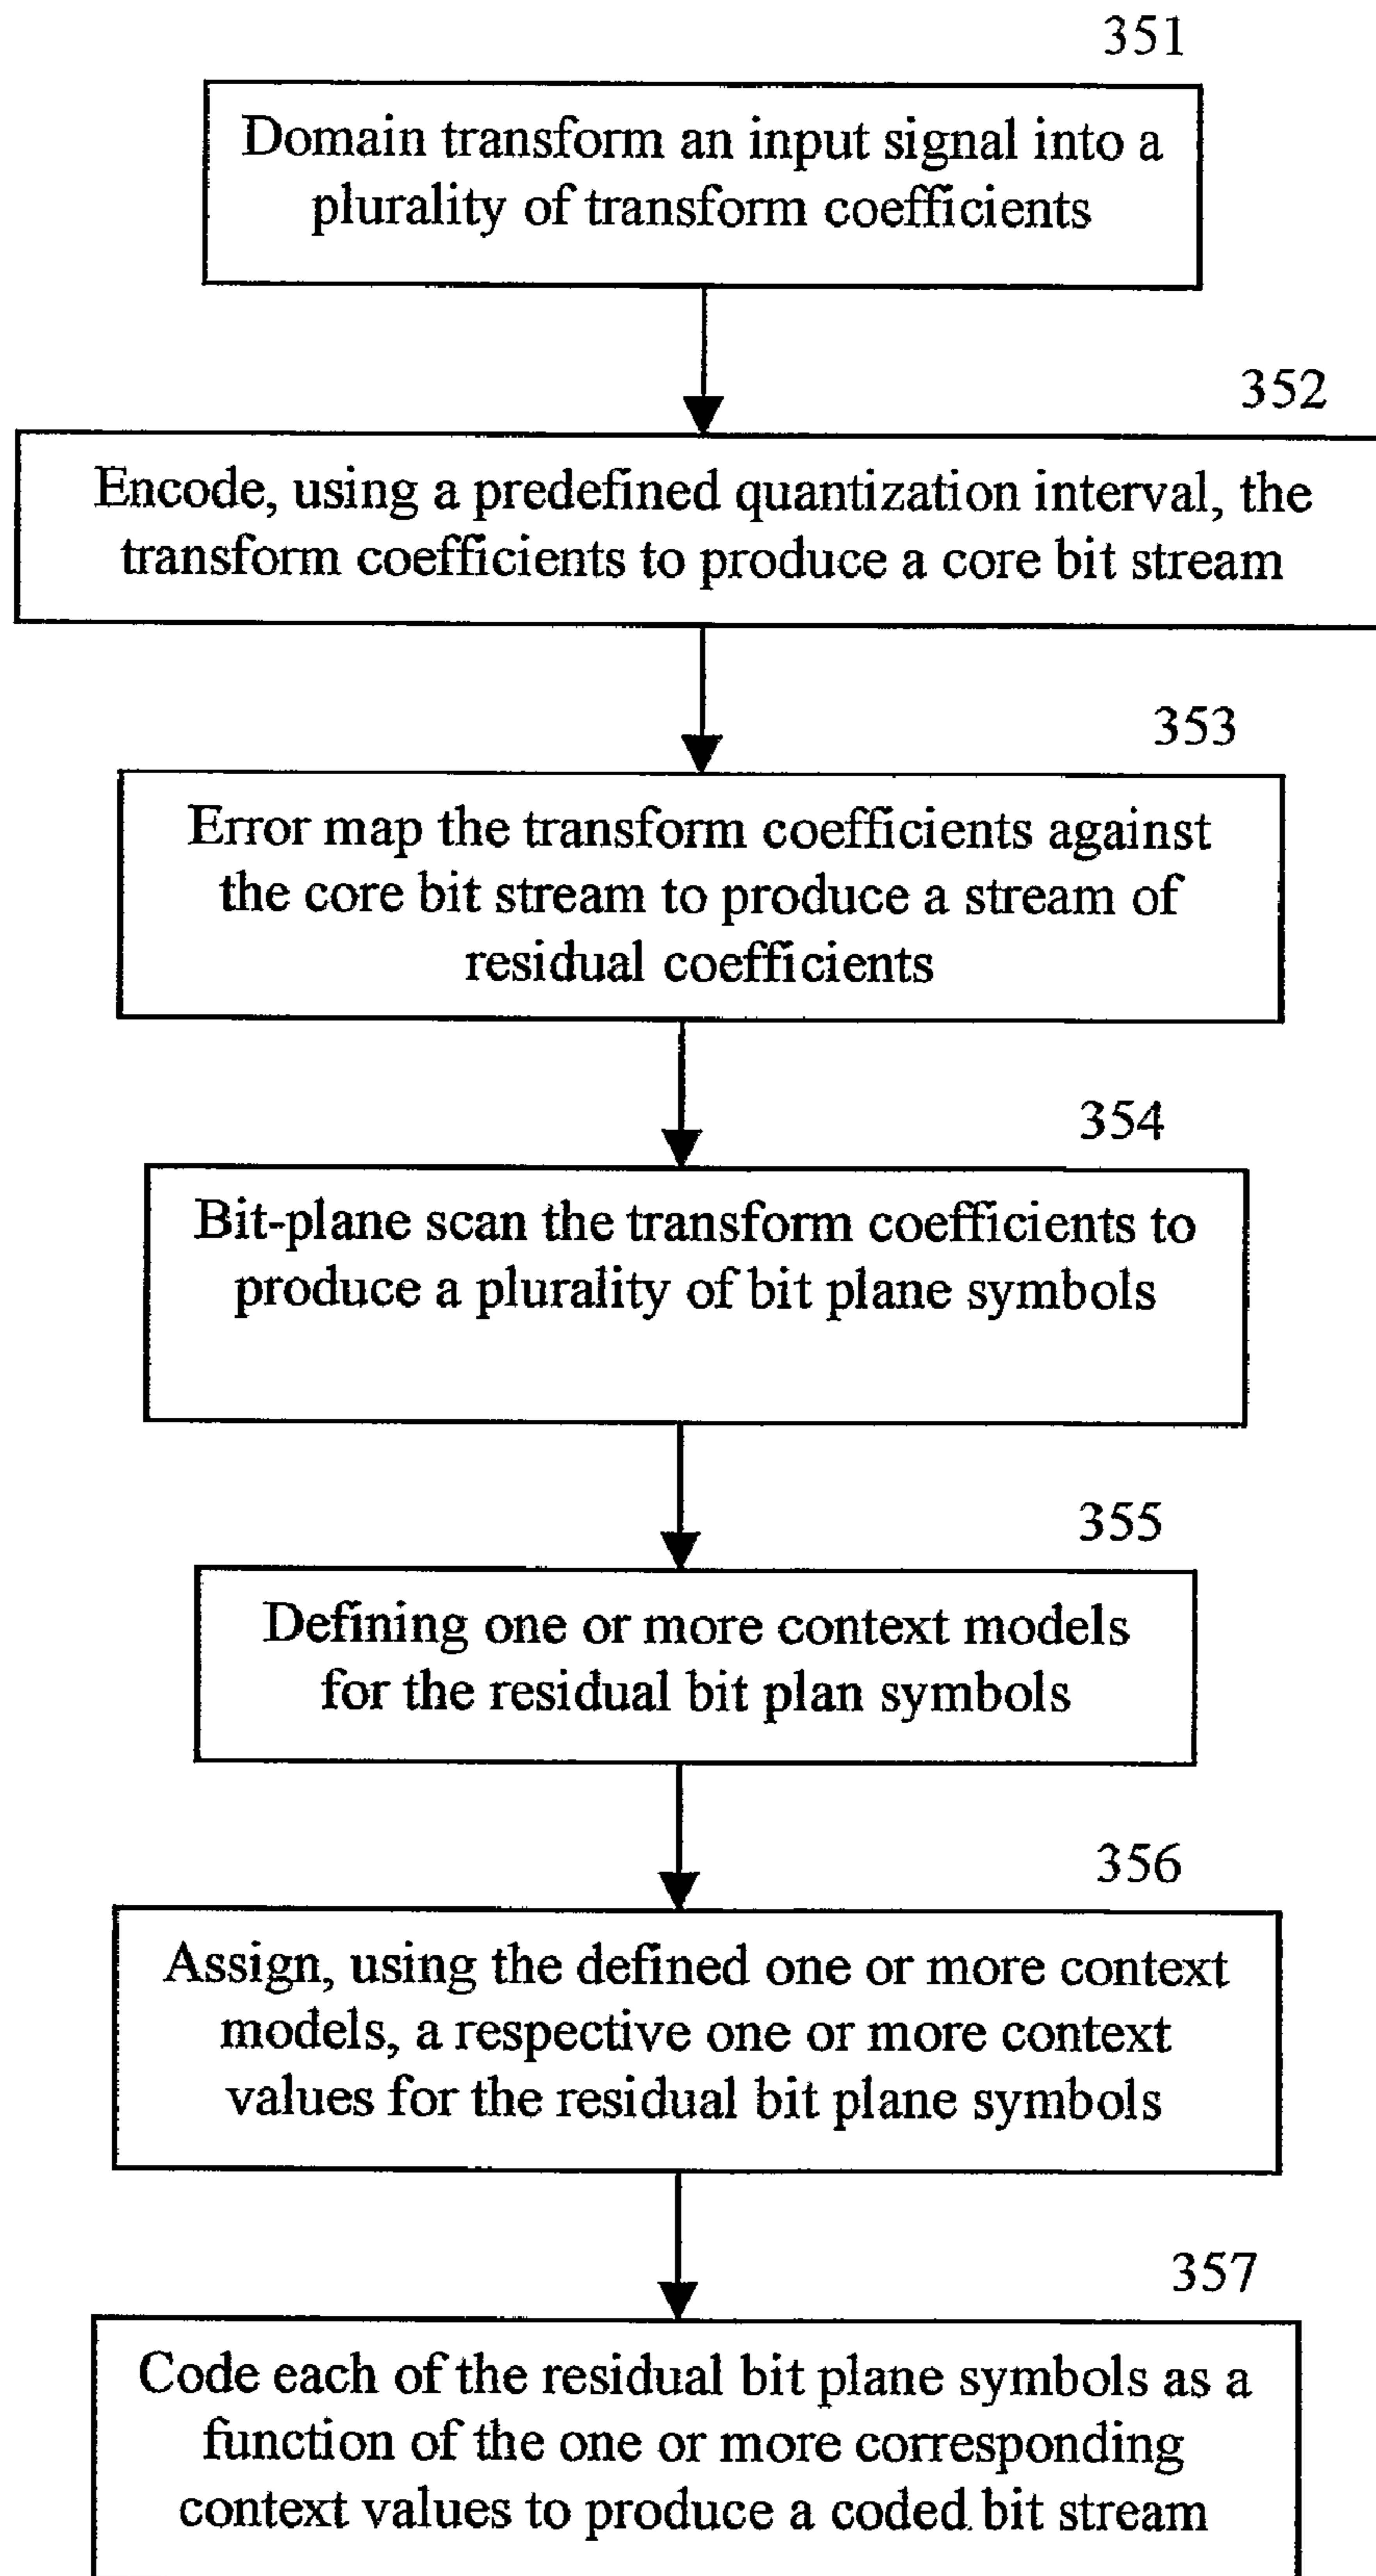 351
Domain transform an input signal into a
plurality of transform coefficients
352
Encode, using a predefined quantization interval, the
transform coefficients to produce a core bit stream
353
Error map the transform coefficients against
the core bit stream to produce a stream of
residual coefficients
354
Bit-plane scan the transform coefficients to
produce a plurality of bit plane symbols
355
Defining one or more context models
for the residual bit plan symbols
356
Assign, using the defined one or more context
models, a respective one or more context
values for the residual bit plane symbols
357
Code each of the residual bit plane symbols as a
function of the one or more corresponding
context values to produce a coded bit stream